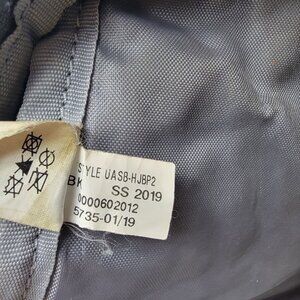 STYLE UASB-HJBP2
BK
SS 2019
0000602012
5735-01/19